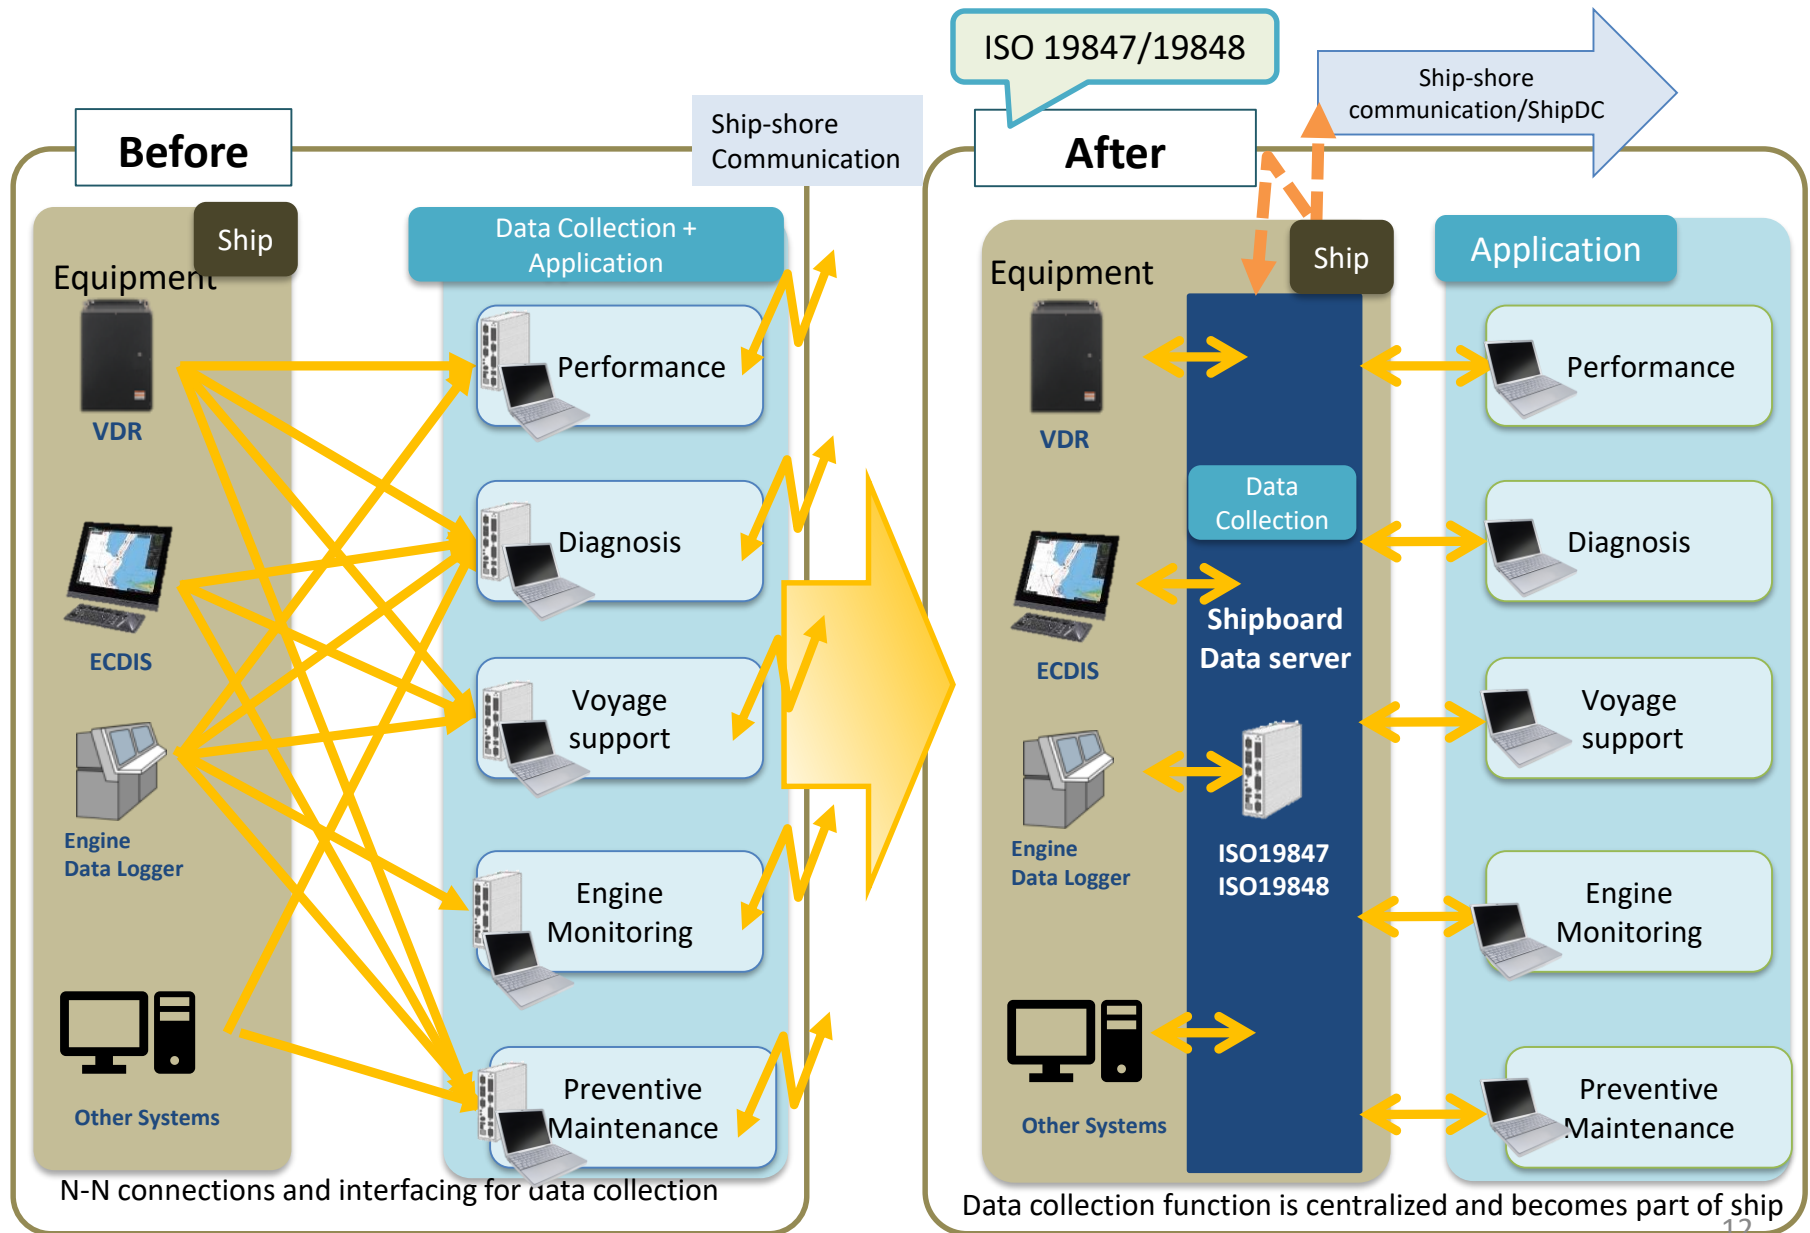 ISO 19847/19848
Ship-shore
communication/ShipDC
Ship-shore
Communication
Before
Ship
Equipment
VDR
ECDIS
Engine
Data Logger
Other Systems
Data Collection +
Application
Performance
Diagnosis
Voyage
support
Engine
Monitoring
Preventive
Maintenance
N-N connections and interfacing for data collection
After
Ship
Equipment
VDR
ECDIS
Engine
Data Logger
Other Systems
Data
Collection
Shipboard
Data server
ISO19847
ISO19848
Application
Performance
Diagnosis
Voyage
support
Engine
Monitoring
Preventive
Maintenance
Data collection function is centralized and becomes part of ship
12